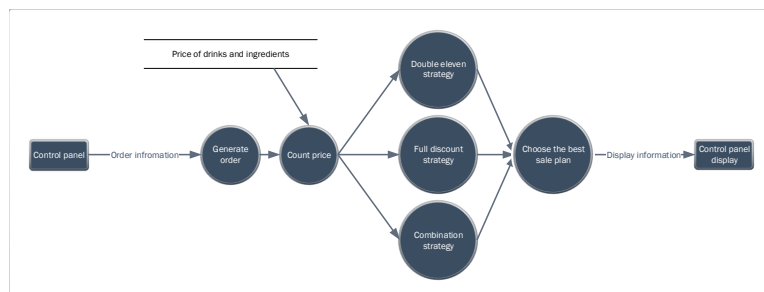 Price of drinks and ingredients
Double eleven
strategy
Control panel
Order infromation
Generate
order
Count price
Full discount
strategy
Choose the best
sale plan
Display information
Control panel
display
Combination
strategy